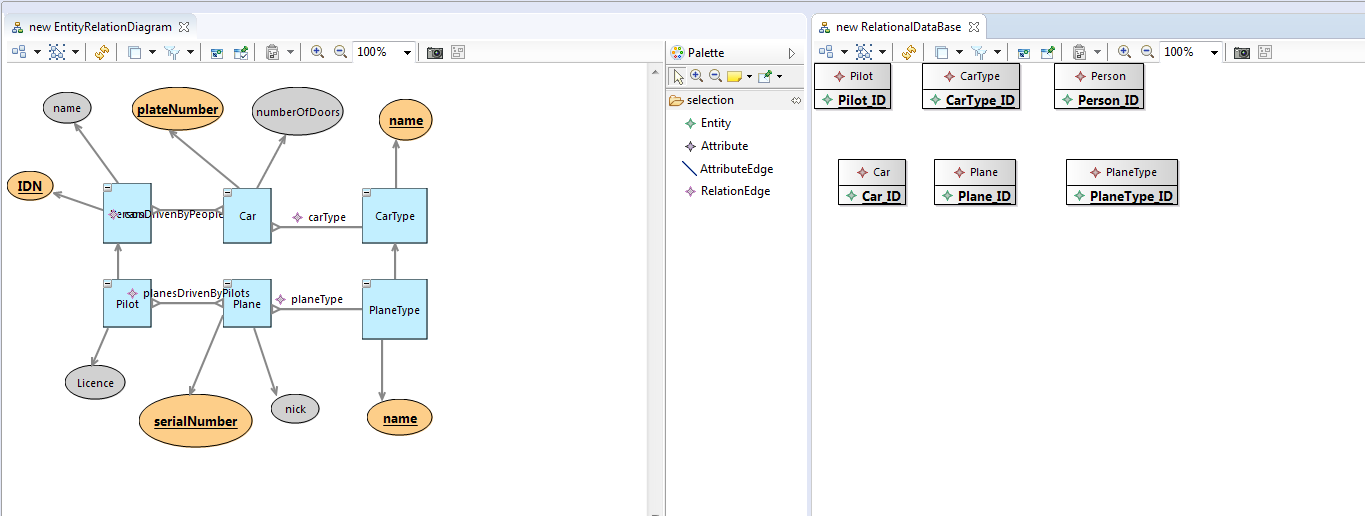 new EntityRelationDiagram
new RelationalDataBase
100%
Palette
100%
selection
Entity
Attribute
AttributeEdge
RelationEdge
name
plateNumber
numberOfDoors
name
IDN
PersonDrivenByPeople
Car
carType
CarType
planesDrivenByPilots
Pilot
Plane
planeType
PlaneType
Licence
serialNumber
nick
name
Pilot
Pilot_ID
CarType
CarType_ID
Person
Person_ID
Car
Car_ID
Plane
Plane_ID
PlaneType
PlaneType_ID